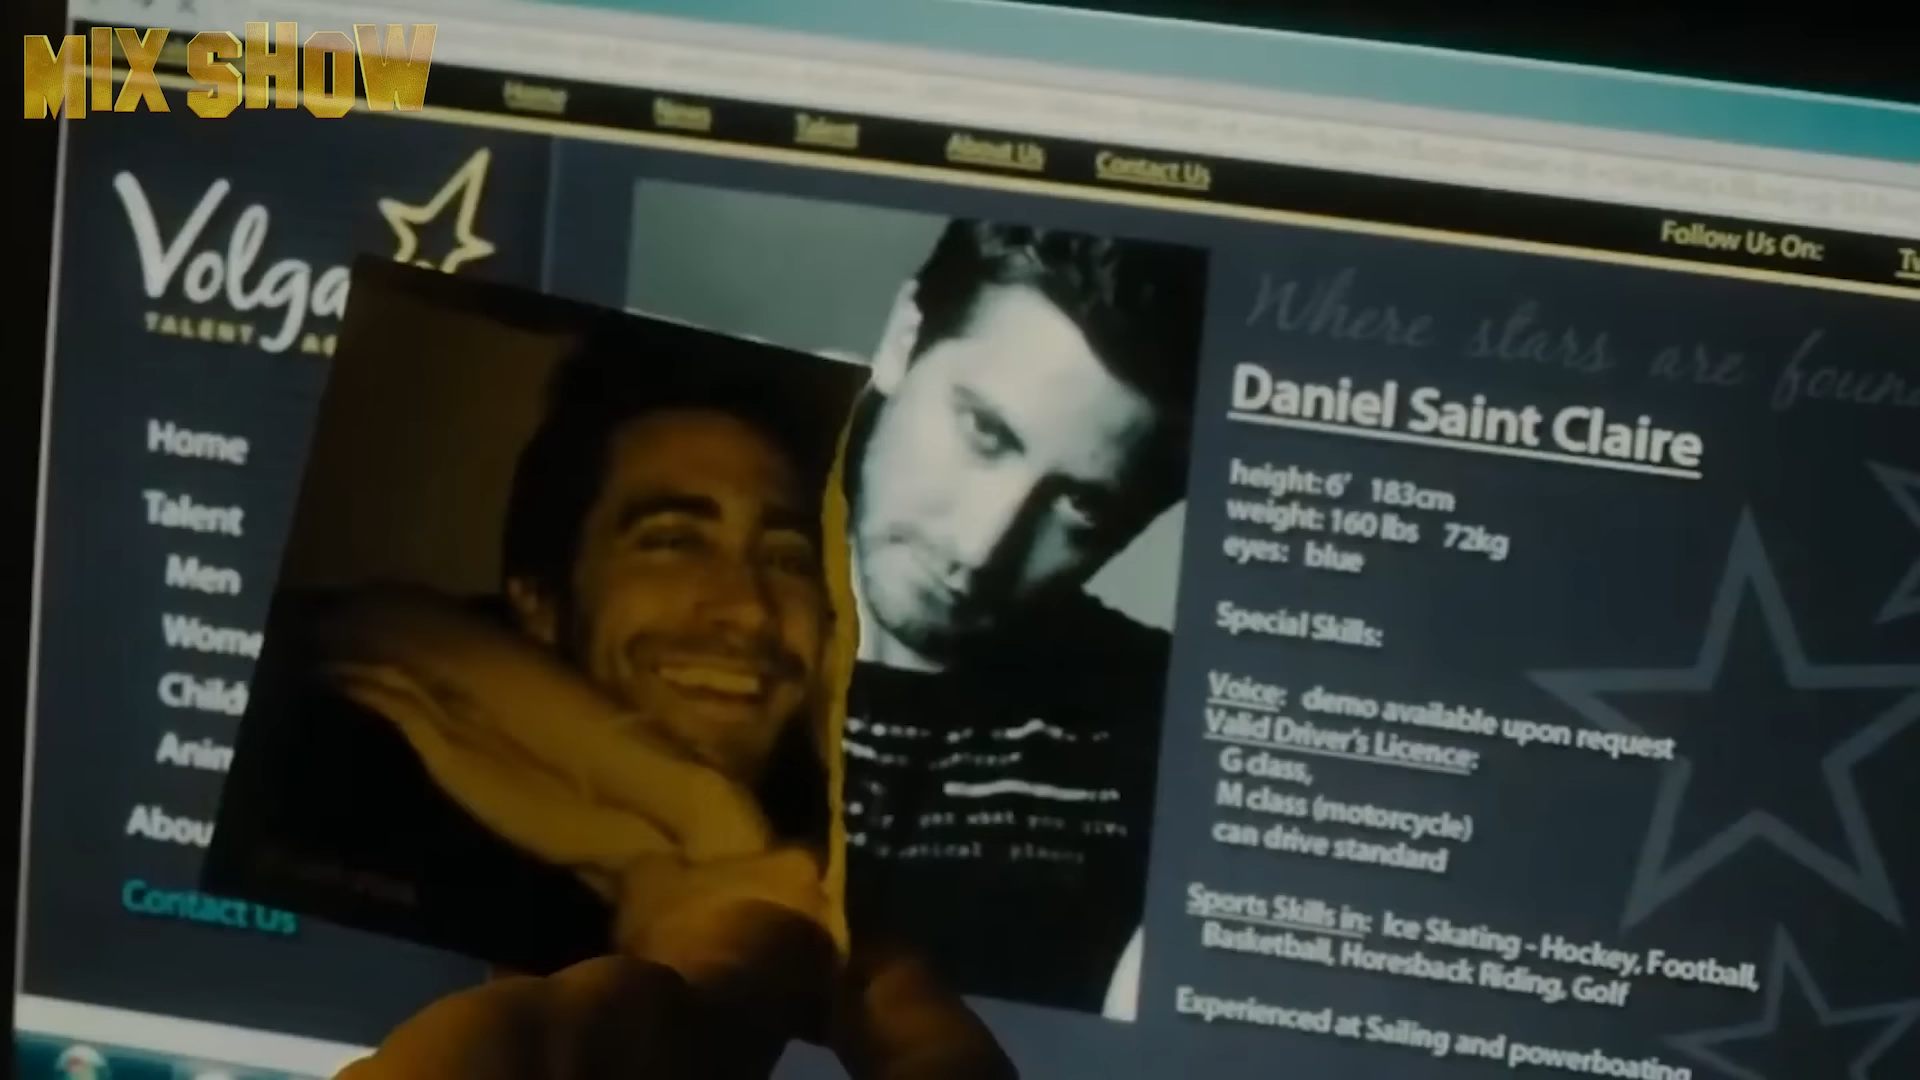 MIX SHOW
Home News Talent About Us Contact Us
Follow Us On:
Volga
TALENT
Where stars are
Daniel Saint Claire
height: 6' 183cm
weight: 160 lbs 72kg
eyes: blue
Special Skills:
Voice: demo available upon request
Valid Driver's Licence:
G class,
M class (motorcycle)
can drive standard
Sports Skills in: Ice Skating - Hockey, Football,
Basketball, Horesback Riding, Golf
Experienced at Sailing and powerboating
Home
Talent
Men
Contact Us
what you